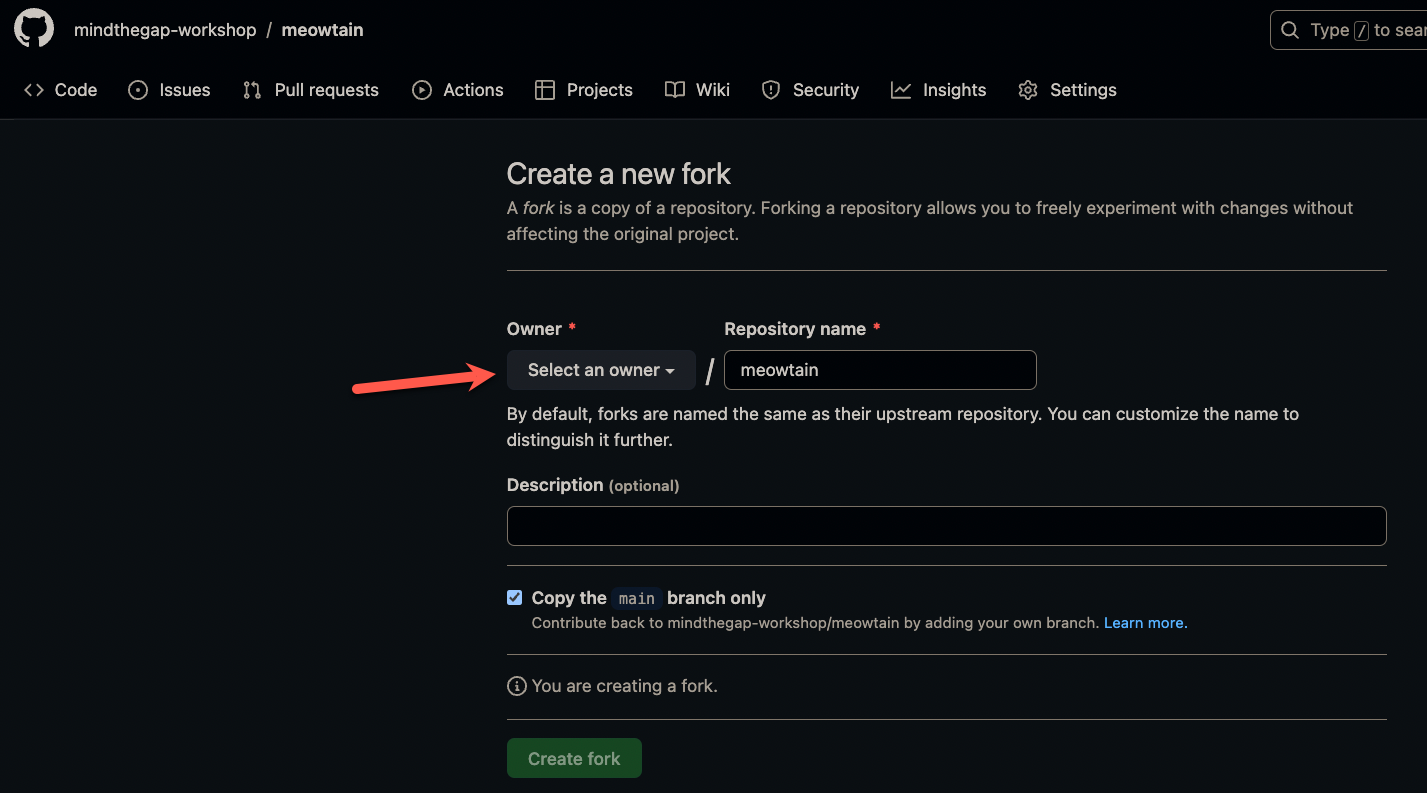 mindthegap-workshop / meowtain
Type / to sear
Code Issues Pull requests Actions Projects Wiki Security Insights Settings
Create a new fork
A fork is a copy of a repository. Forking a repository allows you to freely experiment with changes without
affecting the original project.
Owner * Repository name *
Select an owner / meowtain
By default, forks are named the same as their upstream repository. You can customize the name to
distinguish it further.
Description (optional)
Copy the main branch only
Contribute back to mindthegap-workshop/meowtain by adding your own branch. Learn more.
You are creating a fork.
Create fork